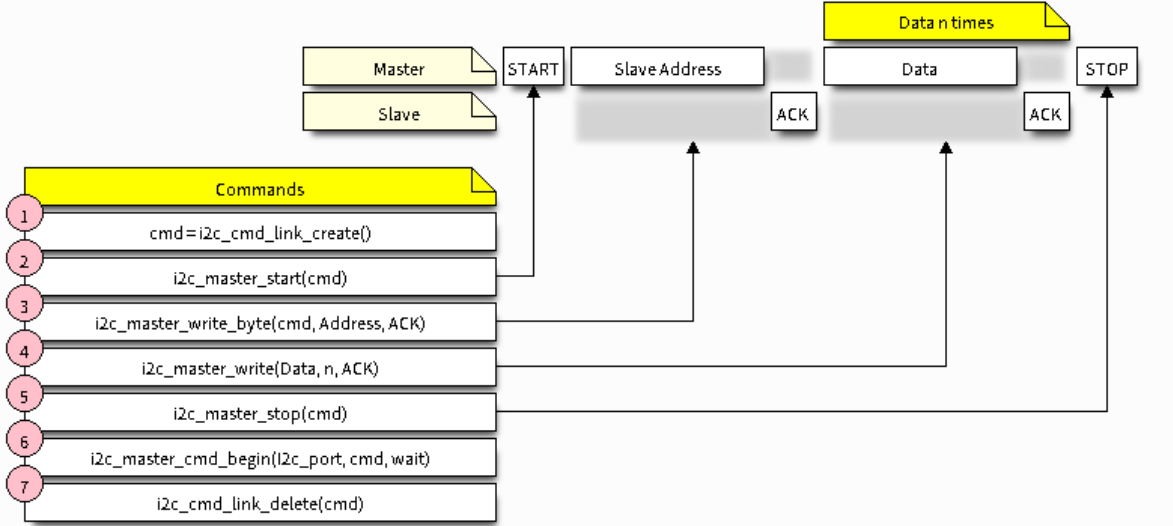 Data n times
Master START Slave Address Data STOP
Slave ACK ACK
Commands
1
cmd=i2c_cmd_link_create()
2
i2c_master_start(cmd)
3
i2c_master_write_byte(cmd, Address, ACK)
4
i2c_master_write(Data, n, ACK)
5
i2c_master_stop(cmd)
6
i2c_master_cmd_begin(I2c_port, cmd, wait)
7
i2c_cmd_link_delete(cmd)